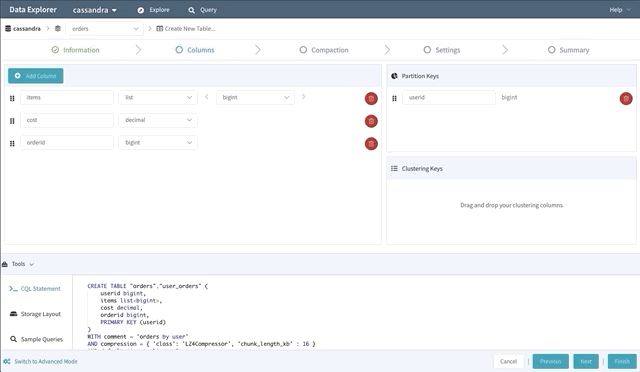 Data Explorer cassandra Explore Query Help
cassandra orders Create New Table...
Information Columns Compaction Settings Summary
Add Column
items list < bigint >
cost decimal
orderid bigint
Partition Keys
userid bigint
Clustering Keys
Drag and drop your clustering columns
Tools
CQL Statement
Storage Layout
Sample Queries
CREATE TABLE "orders"."user_orders" (
userid bigint,
items list<bigint>,
cost decimal,
orderid bigint,
PRIMARY KEY (userid)
)
WITH comment = 'orders by user'
AND compression = { 'class': 'LZ4Compressor', 'chunk_length_kb' : 16 }
Switch to Advanced Mode
Cancel Previous Next Finish